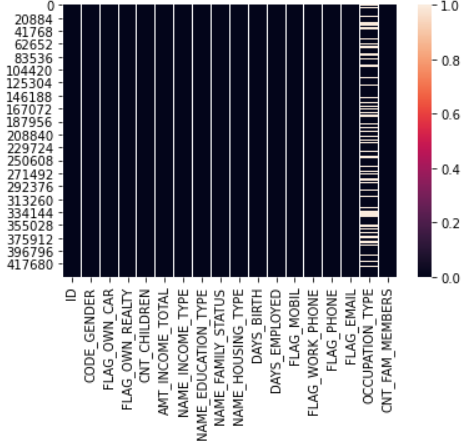 0
20884
41768
62652
83536
104420
125304
146188
167072
187956
208840
229724
250608
271492
292376
313260
334144
355028
375912
396796
417680
1.0
0.8
0.6
0.4
0.2
0.0
ID
CODE_GENDER
FLAG_OWN_CAR
FLAG_OWN_REALTY
CNT_CHILDREN
AMT_INCOME_TOTAL
NAME_INCOME_TYPE
NAME_EDUCATION_TYPE
NAME_FAMILY_STATUS
NAME_HOUSING_TYPE
DAYS_BIRTH
DAYS_EMPLOYED
FLAG_MOBIL
FLAG_WORK_PHONE
FLAG_PHONE
FLAG_EMAIL
OCCUPATION_TYPE
CNT_FAM_MEMBERS